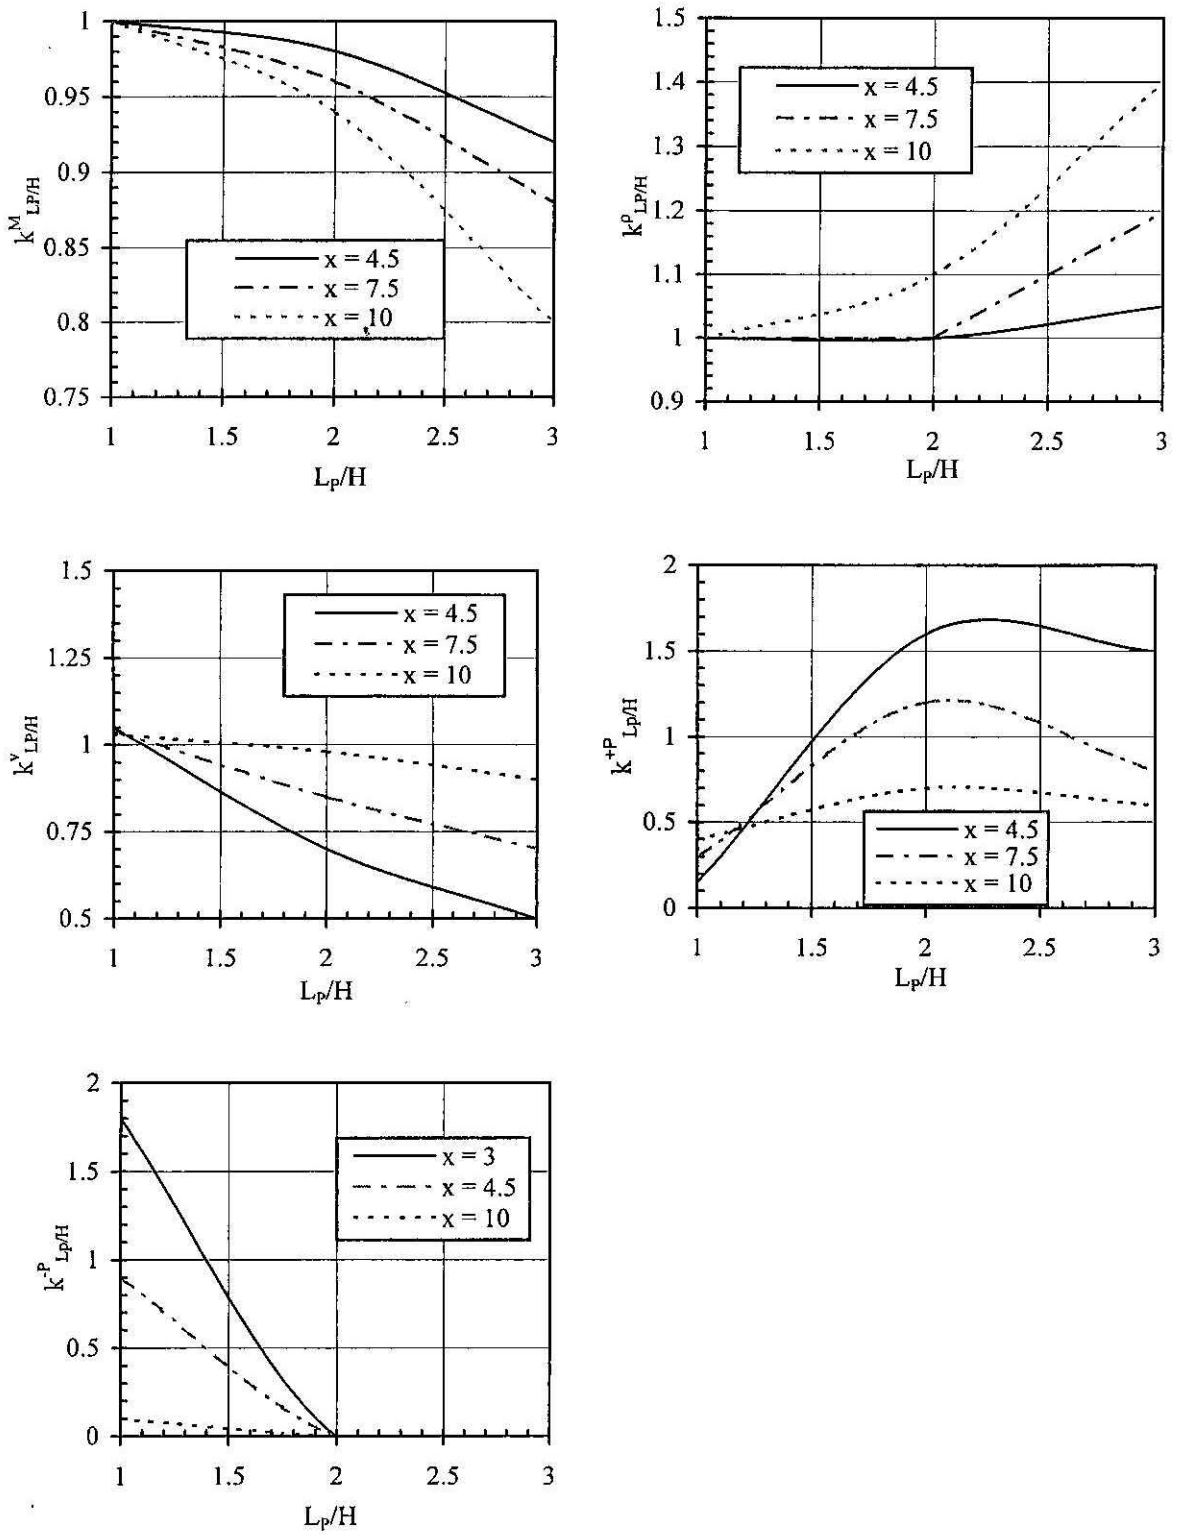 1
0.95
0.9
0.85
0.8
0.75
k^M_LP/H
x = 4.5
x = 7.5
x = 10
1 1.5 2 2.5 3
L_P/H
1.5
1.4
1.3
1.2
1.1
1
0.9
k^ρ_LP/H
x = 4.5
x = 7.5
x = 10
1 1.5 2 2.5 3
L_P/H
1.5
1.25
1
0.75
0.5
k^v_LP/H
x = 4.5
x = 7.5
x = 10
1 1.5 2 2.5 3
L_P/H
2
1.5
1
0.5
0
k^+P_Lp/H
x = 4.5
x = 7.5
x = 10
1 1.5 2 2.5 3
L_P/H
2
1.5
1
0.5
0
k^-P_Lp/H
x = 3
x = 4.5
x = 10
1 1.5 2 2.5 3
L_P/H